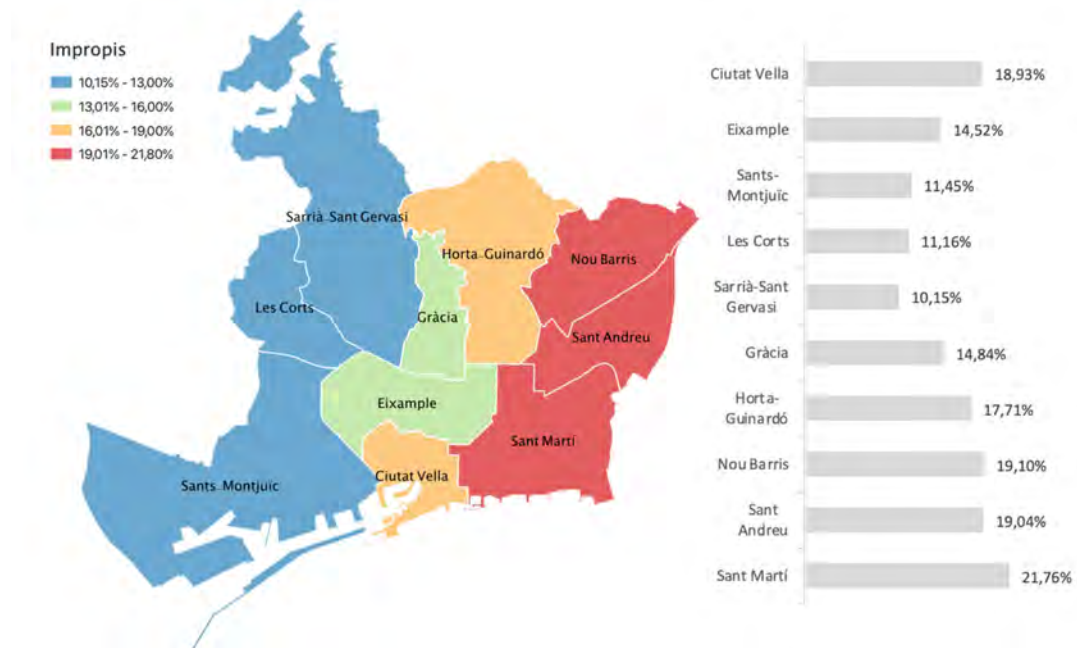 Impropis
10,15% - 13,00%
13,01% - 16,00%
16,01% - 19,00%
19,01% - 21,80%
Sarrià-Sant Gervasi
Horta-Guinardó
Nou Barris
Les Corts
Gràcia
Sant Andreu
Eixample
Sant Martí
Ciutat Vella
Sants-Montjuïc
Ciutat Vella 18,93%
Eixample 14,52%
Sants-
Montjuïc 11,45%
Les Corts 11,16%
Sarrià-Sant
Gervasi 10,15%
Gràcia 14,84%
Horta-
Guinardó 17,71%
Nou Barris 19,10%
Sant
Andreu 19,04%
Sant Martí 21,76%